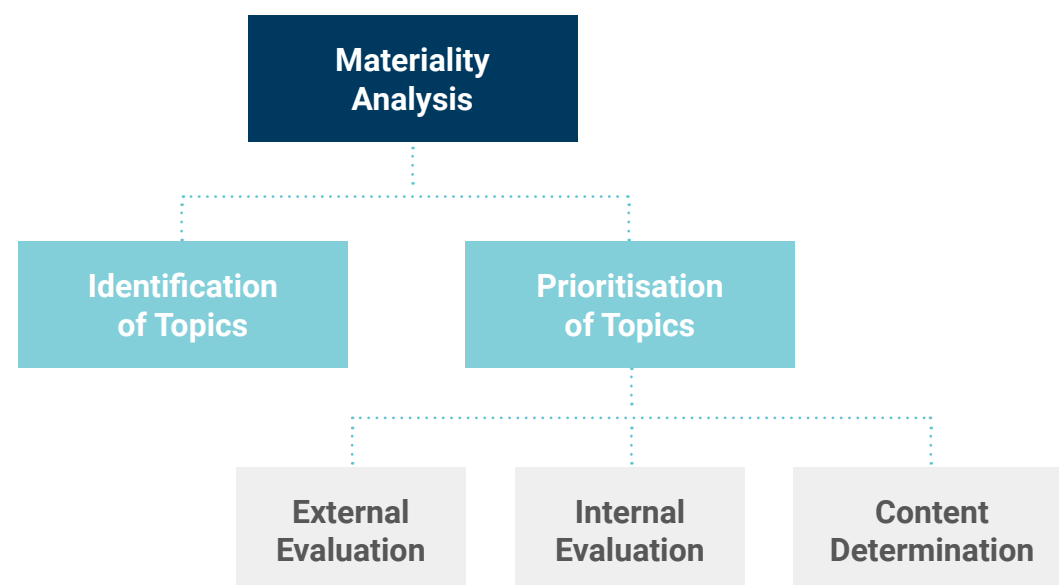 Materiality
Analysis
Identification
of Topics
Prioritisation
of Topics
External
Evaluation
Internal
Evaluation
Content
Determination